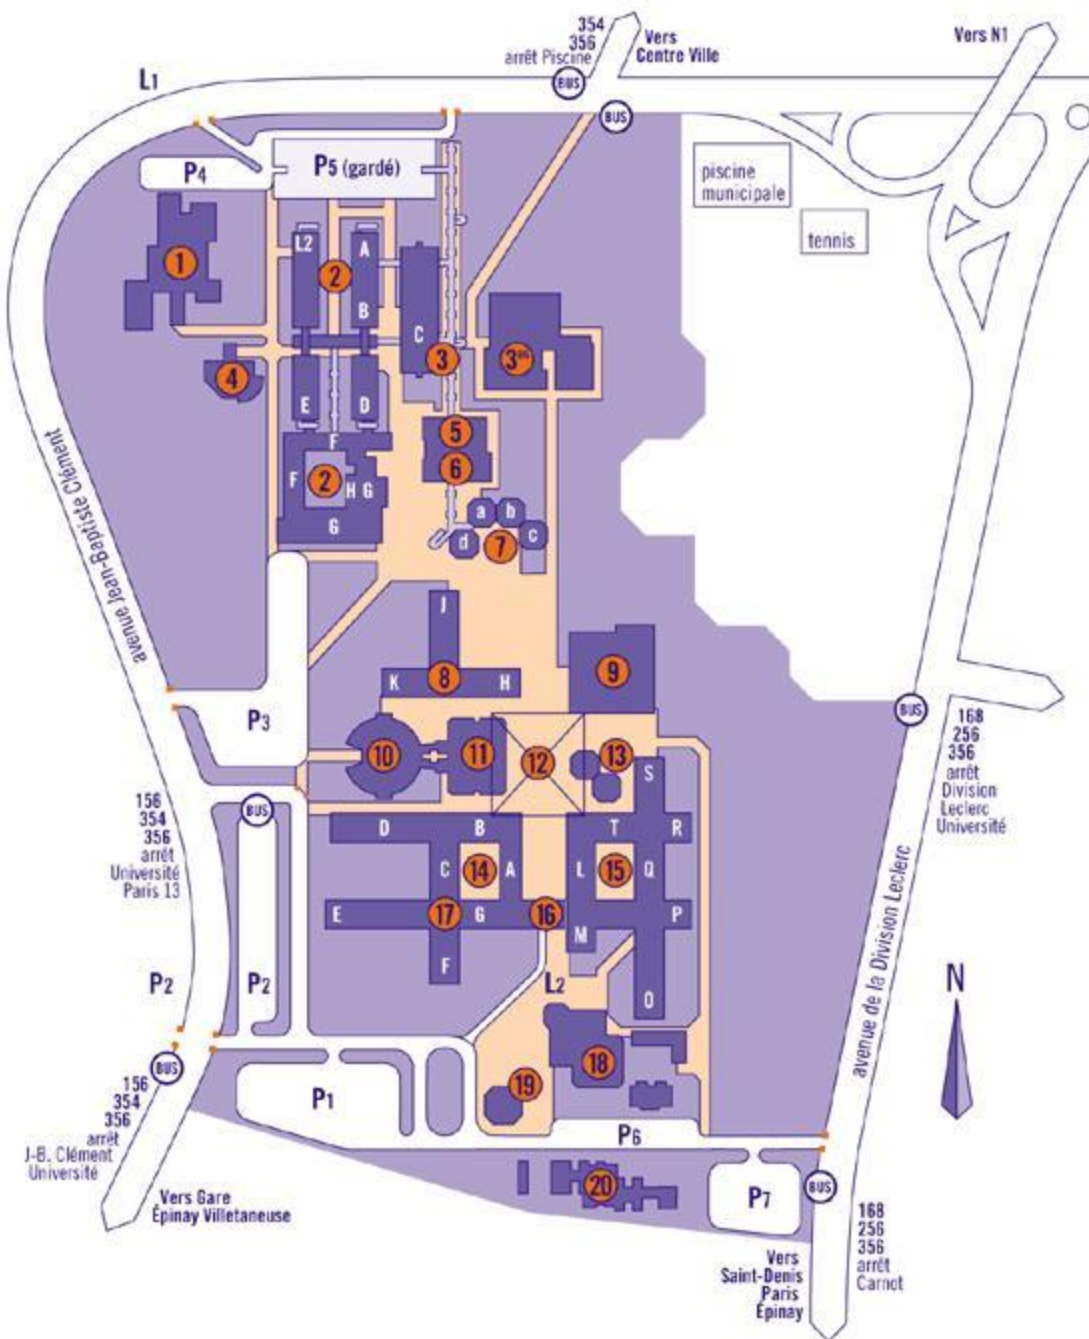 354
356
arrêt Piscine
BUS
Vers
Centre Ville
Vers N1
L1
BUS
P4
P5 (gardé)
piscine
municipale
tennis
1
L2
2
A
B
C
3
3 bis
4
E
D
5
6
F
F
2
H
G
G
a
b
c
d
7
avenue Jean-Baptiste Clément
J
K
8
H
9
P3
10
11
12
13
BUS
168
256
356
arrêt
Division
Leclerc
Université
S
156
354
356
arrêt
Université
Paris 13
BUS
D
B
T
R
C
14
A
L
15
Q
E
17
G
16
P
M
F
O
L2
avenue de la Division Leclerc
N
P2
P2
BUS
156
354
356
arrêt
J-B. Clément
Université
P1
19
18
P6
Vers Gare
Épinay Villetaneuse
20
P7
BUS
168
256
356
arrêt
Carnot
Vers
Saint-Denis
Paris
Épinay